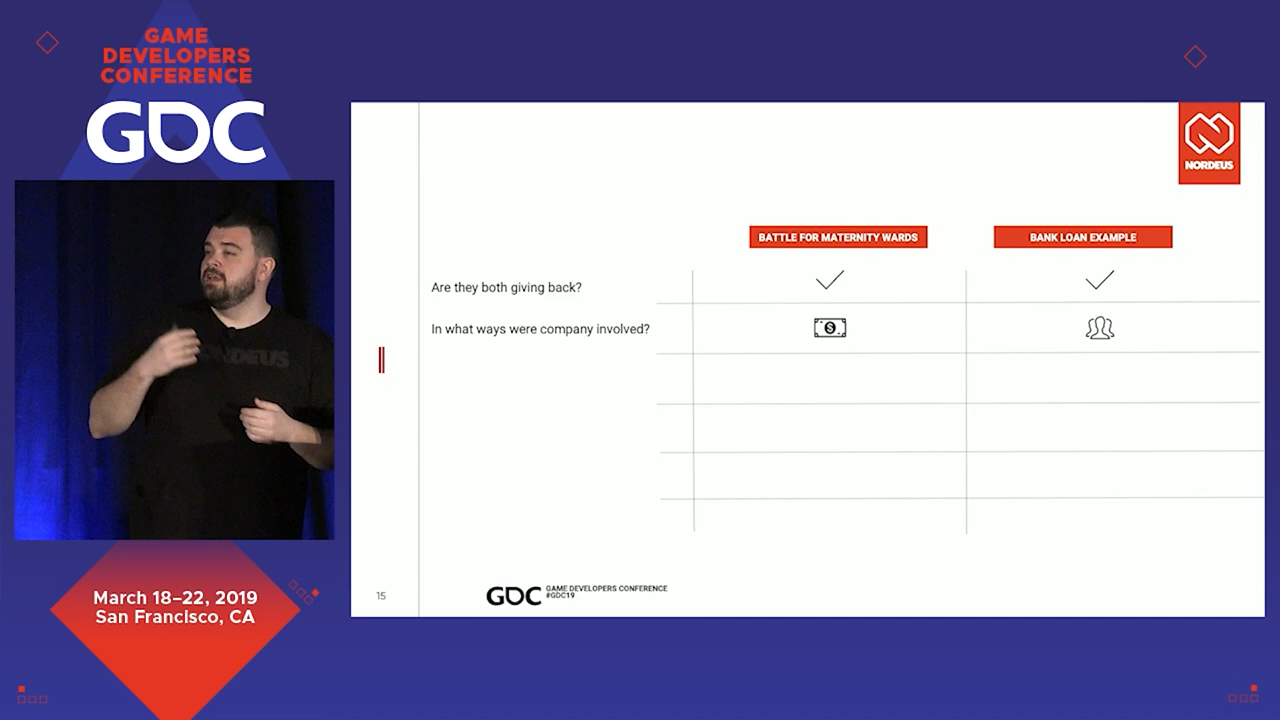 GAME
DEVELOPERS
CONFERENCE
GDC
NORDEUS
NORDEUS
BATTLE FOR MATERNITY WARDS
BANK LOAN EXAMPLE
Are they both giving back?
In what ways were company involved?
15
GDC
GAME DEVELOPERS CONFERENCE
#GDC19
March 18–22, 2019
San Francisco, CA